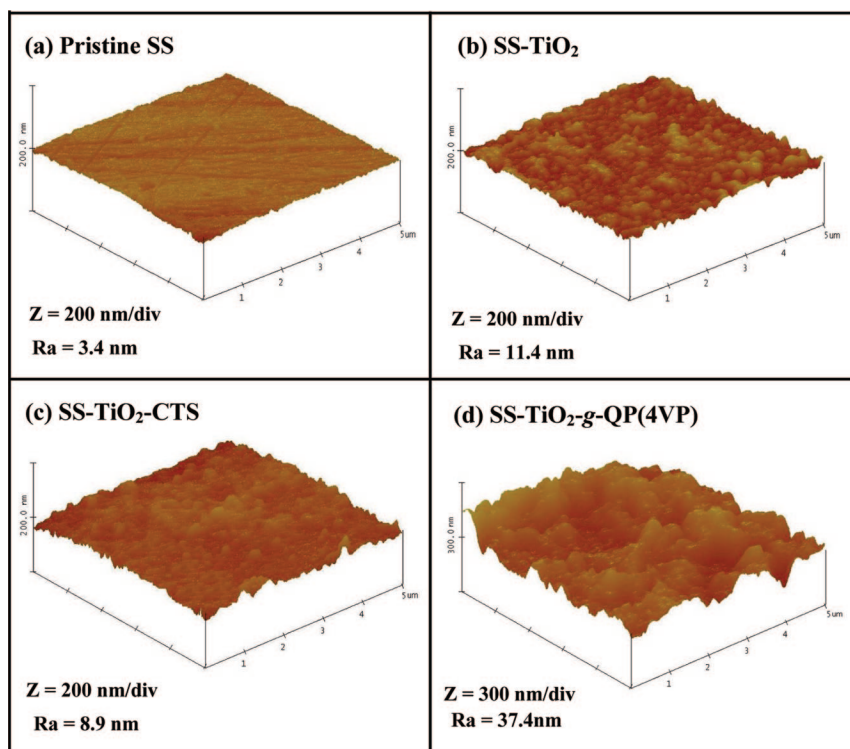 (a) Pristine SS
200.0 nm
1
2
3
4
5um
Z = 200 nm/div
Ra = 3.4 nm
(b) SS-TiO₂
200.0 nm
1
2
3
4
5um
Z = 200 nm/div
Ra = 11.4 nm
(c) SS-TiO₂-CTS
200.0 nm
1
2
3
4
5um
Z = 200 nm/div
Ra = 8.9 nm
(d) SS-TiO₂-g-QP(4VP)
300.0 nm
1
2
3
4
5um
Z = 300 nm/div
Ra = 37.4nm